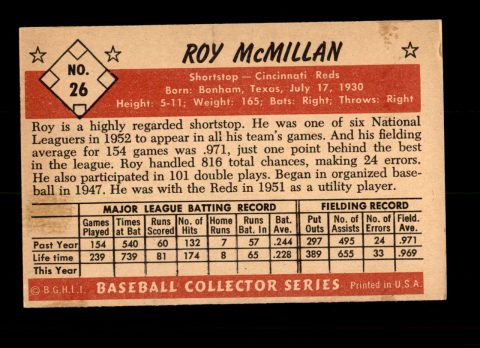 ROY McMILLAN
NO.
26
Shortstop — Cincinnati Reds
Born: Bonham, Texas, July 17, 1930
Height: 5-11; Weight: 165; Bats: Right; Throws: Right
Roy is a highly regarded shortstop. He was one of six National
Leaguers in 1952 to appear in all his team's games. And his fielding
average for 154 games was .971, just one point behind the best
in the league. Roy handled 816 total chances, making 24 errors.
He also participated in 101 double plays. Began in organized base-
ball in 1947. He was with the Reds in 1951 as a utility player.
MAJOR LEAGUE BATTING RECORD FIELDING RECORD
Games Times Runs No. of Home Runs Bat. Put No. of No. of Field.
Played at Bat Scored Hits Runs Bat. In Ave. Outs Assists Errors Ave.
Past Year 154 540 60 132 7 57 .244 297 495 24 .971
Life time 239 739 81 174 8 65 .228 389 655 33 .969
This Year
© B.G.H.L.I. BASEBALL COLLECTOR SERIES Printed in U.S.A.